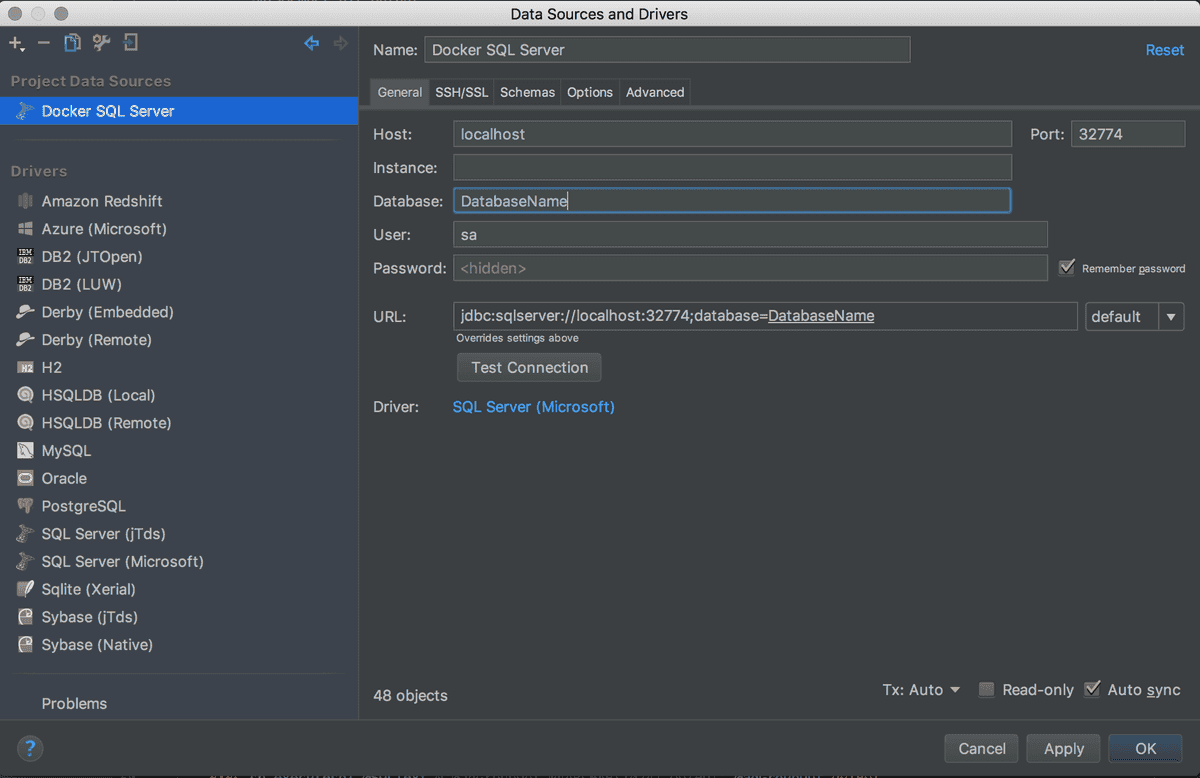 Data Sources and Drivers
Project Data Sources
Docker SQL Server
Drivers
Amazon Redshift
Azure (Microsoft)
IBM DB2 DB2 (JTOpen)
IBM DB2 DB2 (LUW)
Derby (Embedded)
Derby (Remote)
H2 H2
HSQLDB (Local)
HSQLDB (Remote)
MySQL
Oracle
PostgreSQL
SQL Server (jTds)
SQL Server (Microsoft)
Sqlite (Xerial)
Sybase (jTds)
Sybase (Native)
Problems
?
Name: Docker SQL Server Reset
General SSH/SSL Schemas Options Advanced
Host: localhost Port: 32774
Instance:
Database: DatabaseName
User: sa
Password: <hidden> Remember password
URL: jdbc:sqlserver://localhost:32774;database=DatabaseName default
Overrides settings above
Test Connection
Driver: SQL Server (Microsoft)
48 objects Tx: Auto Read-only Auto sync
Cancel Apply OK